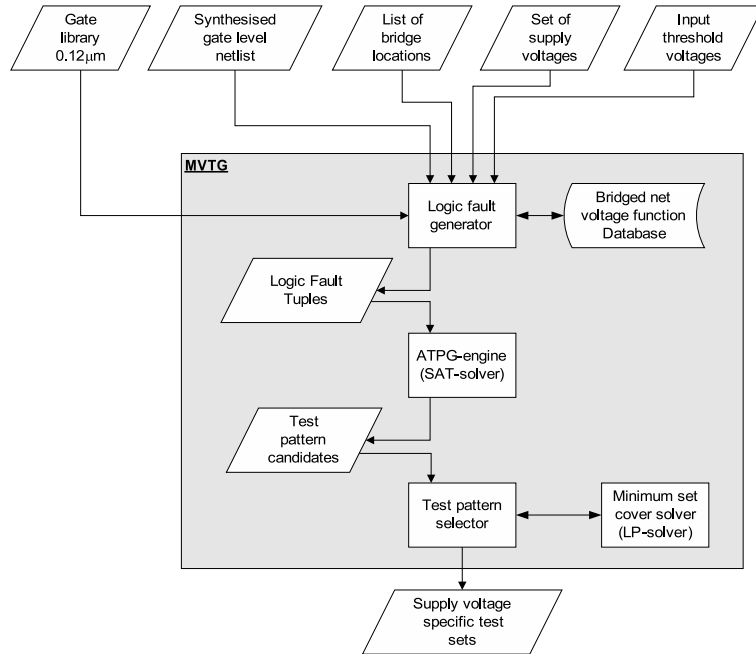 Gate
library
0.12μm
Synthesised
gate level
netlist
List of
bridge
locations
Set of
supply
voltages
Input
threshold
voltages
MVTG
Logic fault
generator
Bridged net
voltage function
Database
Logic Fault
Tuples
ATPG-engine
(SAT-solver)
Test
pattern
candidates
Test pattern
selector
Minimum set
cover solver
(LP-solver)
Supply voltage
specific test
sets